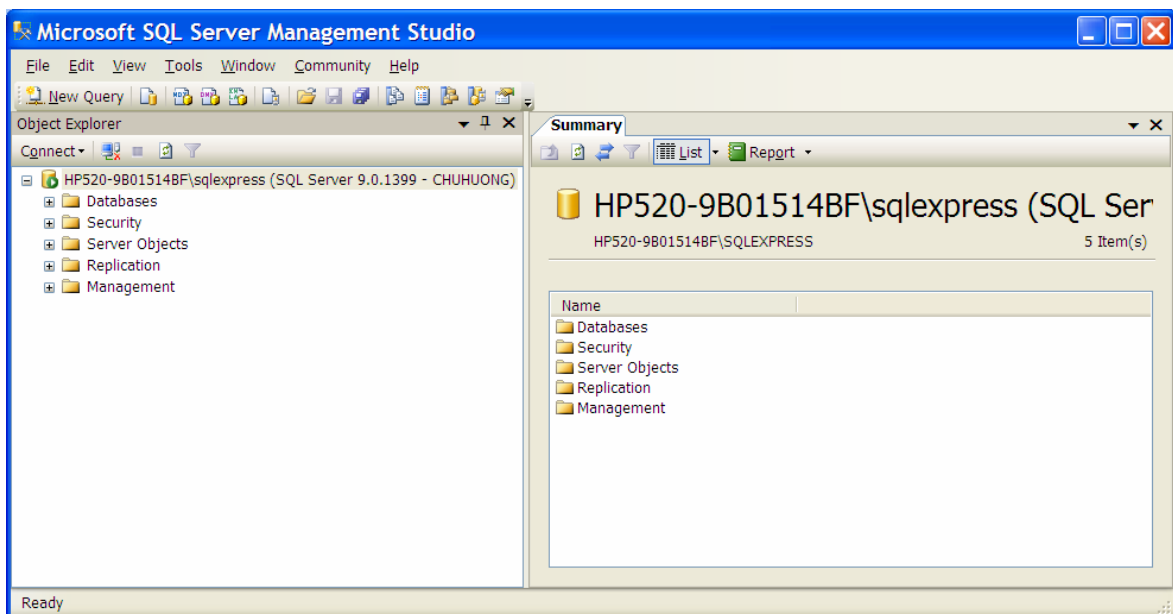 Microsoft SQL Server Management Studio
File Edit View Tools Window Community Help
New Query
Object Explorer
Connect
HP520-9B01514BF\sqlexpress (SQL Server 9.0.1399 - CHUHUONG)
Databases
Security
Server Objects
Replication
Management
Summary
List Report
HP520-9B01514BF\sqlexpress (SQL Ser
HP520-9B01514BF\SQLEXPRESS 5 Item(s)
Name
Databases
Security
Server Objects
Replication
Management
Ready